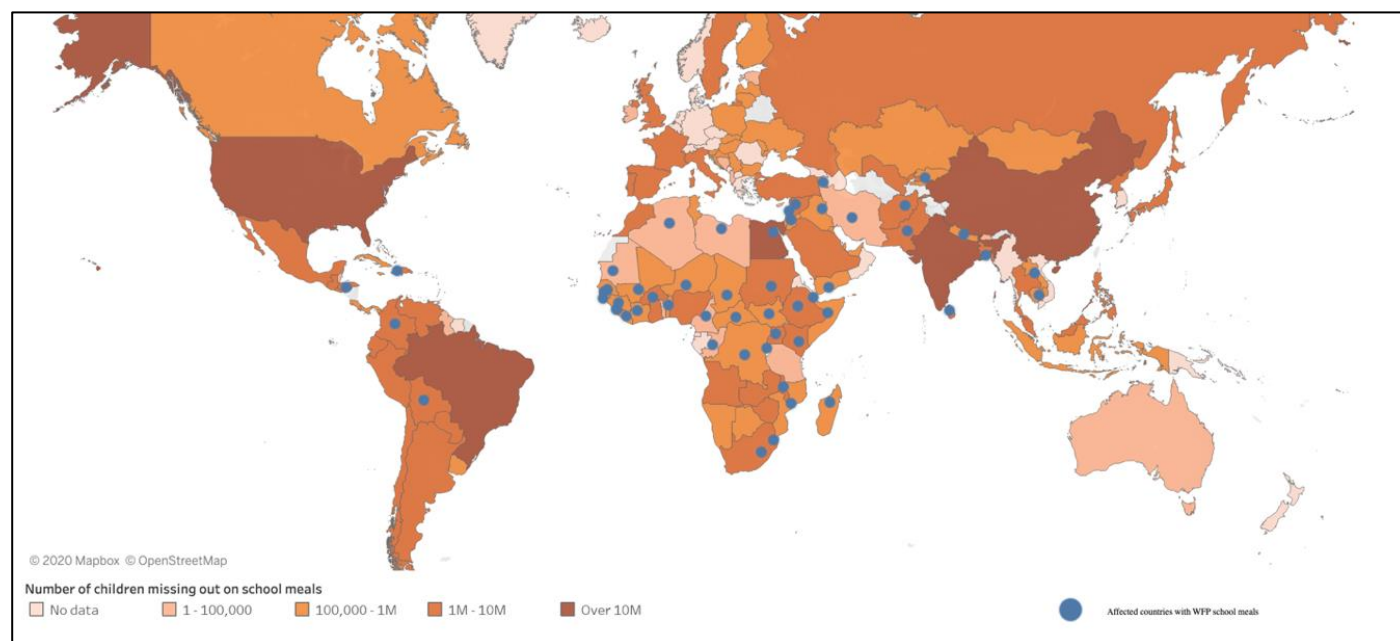 © 2020 Mapbox © OpenStreetMap
Number of children missing out on school meals
No data
1 - 100,000
100,000 - 1M
1M - 10M
Over 10M
Affected countries with WFP school meals